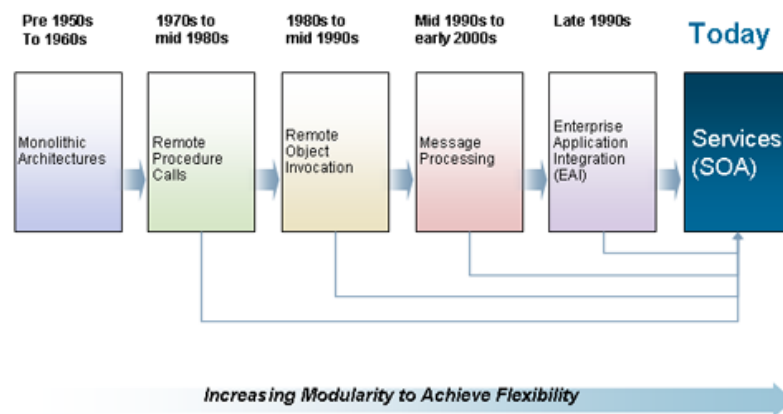 Pre 1950s
To 1960s
1970s to
mid 1980s
1980s to
mid 1990s
Mid 1990s to
early 2000s
Late 1990s
Today
Monolithic
Architectures
Remote
Procedure
Calls
Remote
Object
Invocation
Message
Processing
Enterprise
Application
Integration
(EAI)
Services
(SOA)
Increasing Modularity to Achieve Flexibility